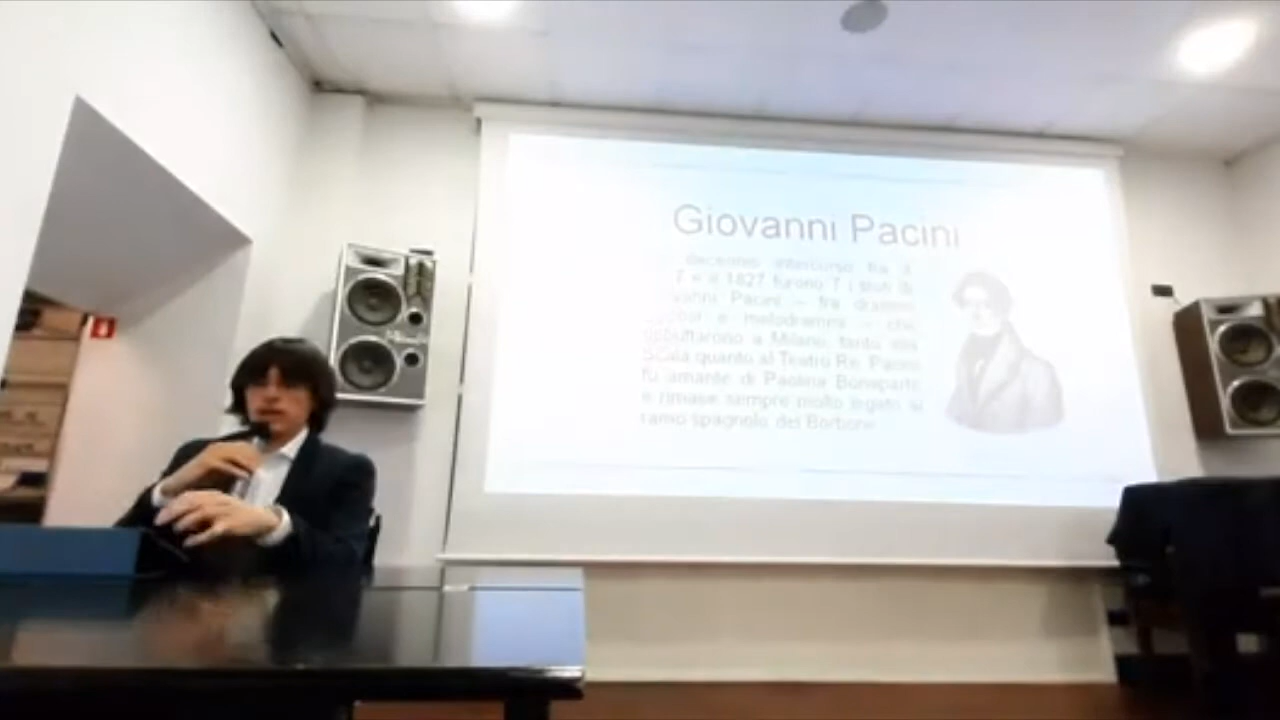 Giovanni Pacini
decennio intercorso fra il
e il 1827 furono i titoli di
Giovanni Pacini – fra drammi
e melodrammi – che
debuttarono a Milano, tanto alla
Scala quanto al Teatro Re. Pacini
fu amante di Paolina Bonaparte
e rimase sempre molto legato al
ramo spagnolo dei Borbone